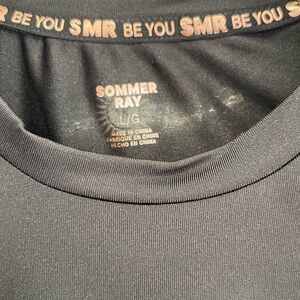 SMR BE YOU SMR BE YOU SMR BE YOU S
SOMMER
RAY
L/G
MADE IN CHINA
FABRIQUÉ EN CHINE
HECHO EN CHINA